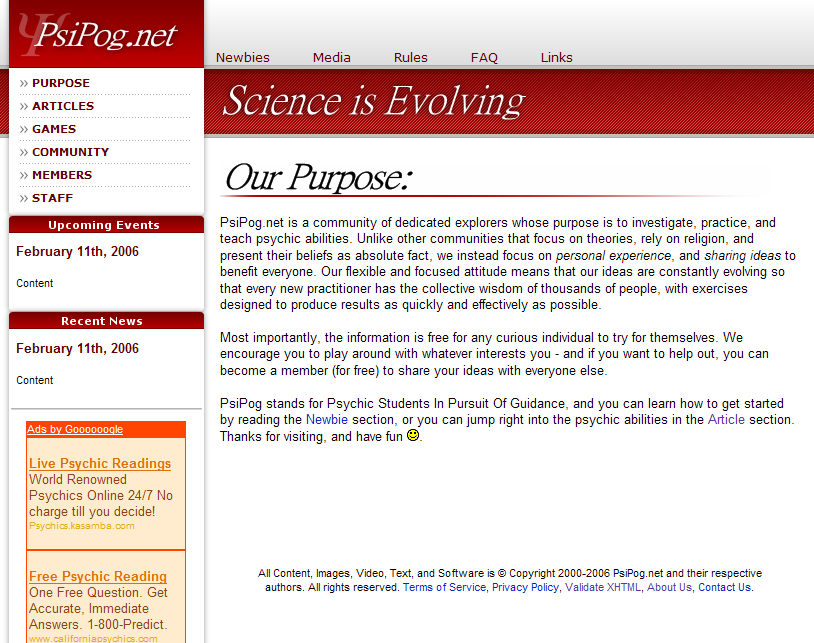 PsiPog.net
Newbies Media Rules FAQ Links
Science is Evolving
» PURPOSE
» ARTICLES
» GAMES
» COMMUNITY
» MEMBERS
» STAFF
Upcoming Events
February 11th, 2006
Content
Recent News
February 11th, 2006
Content
Ads by Goooooogle
Live Psychic Readings
World Renowned
Psychics Online 24/7 No
charge till you decide!
Psychics.kasamba.com
Free Psychic Reading
One Free Question. Get
Accurate, Immediate
Answers. 1-800-Predict.
www.californiapsychics.com
Our Purpose:
PsiPog.net is a community of dedicated explorers whose purpose is to investigate, practice, and
teach psychic abilities. Unlike other communities that focus on theories, rely on religion, and
present their beliefs as absolute fact, we instead focus on personal experience, and sharing ideas to
benefit everyone. Our flexible and focused attitude means that our ideas are constantly evolving so
that every new practitioner has the collective wisdom of thousands of people, with exercises
designed to produce results as quickly and effectively as possible.
Most importantly, the information is free for any curious individual to try for themselves. We
encourage you to play around with whatever interests you - and if you want to help out, you can
become a member (for free) to share your ideas with everyone else.
PsiPog stands for Psychic Students In Pursuit Of Guidance, and you can learn how to get started
by reading the Newbie section, or you can jump right into the psychic abilities in the Article section.
Thanks for visiting, and have fun 🙂.
All Content, Images, Video, Text, and Software is © Copyright 2000-2006 PsiPog.net and their respective
authors. All rights reserved. Terms of Service, Privacy Policy, Validate XHTML, About Us, Contact Us.